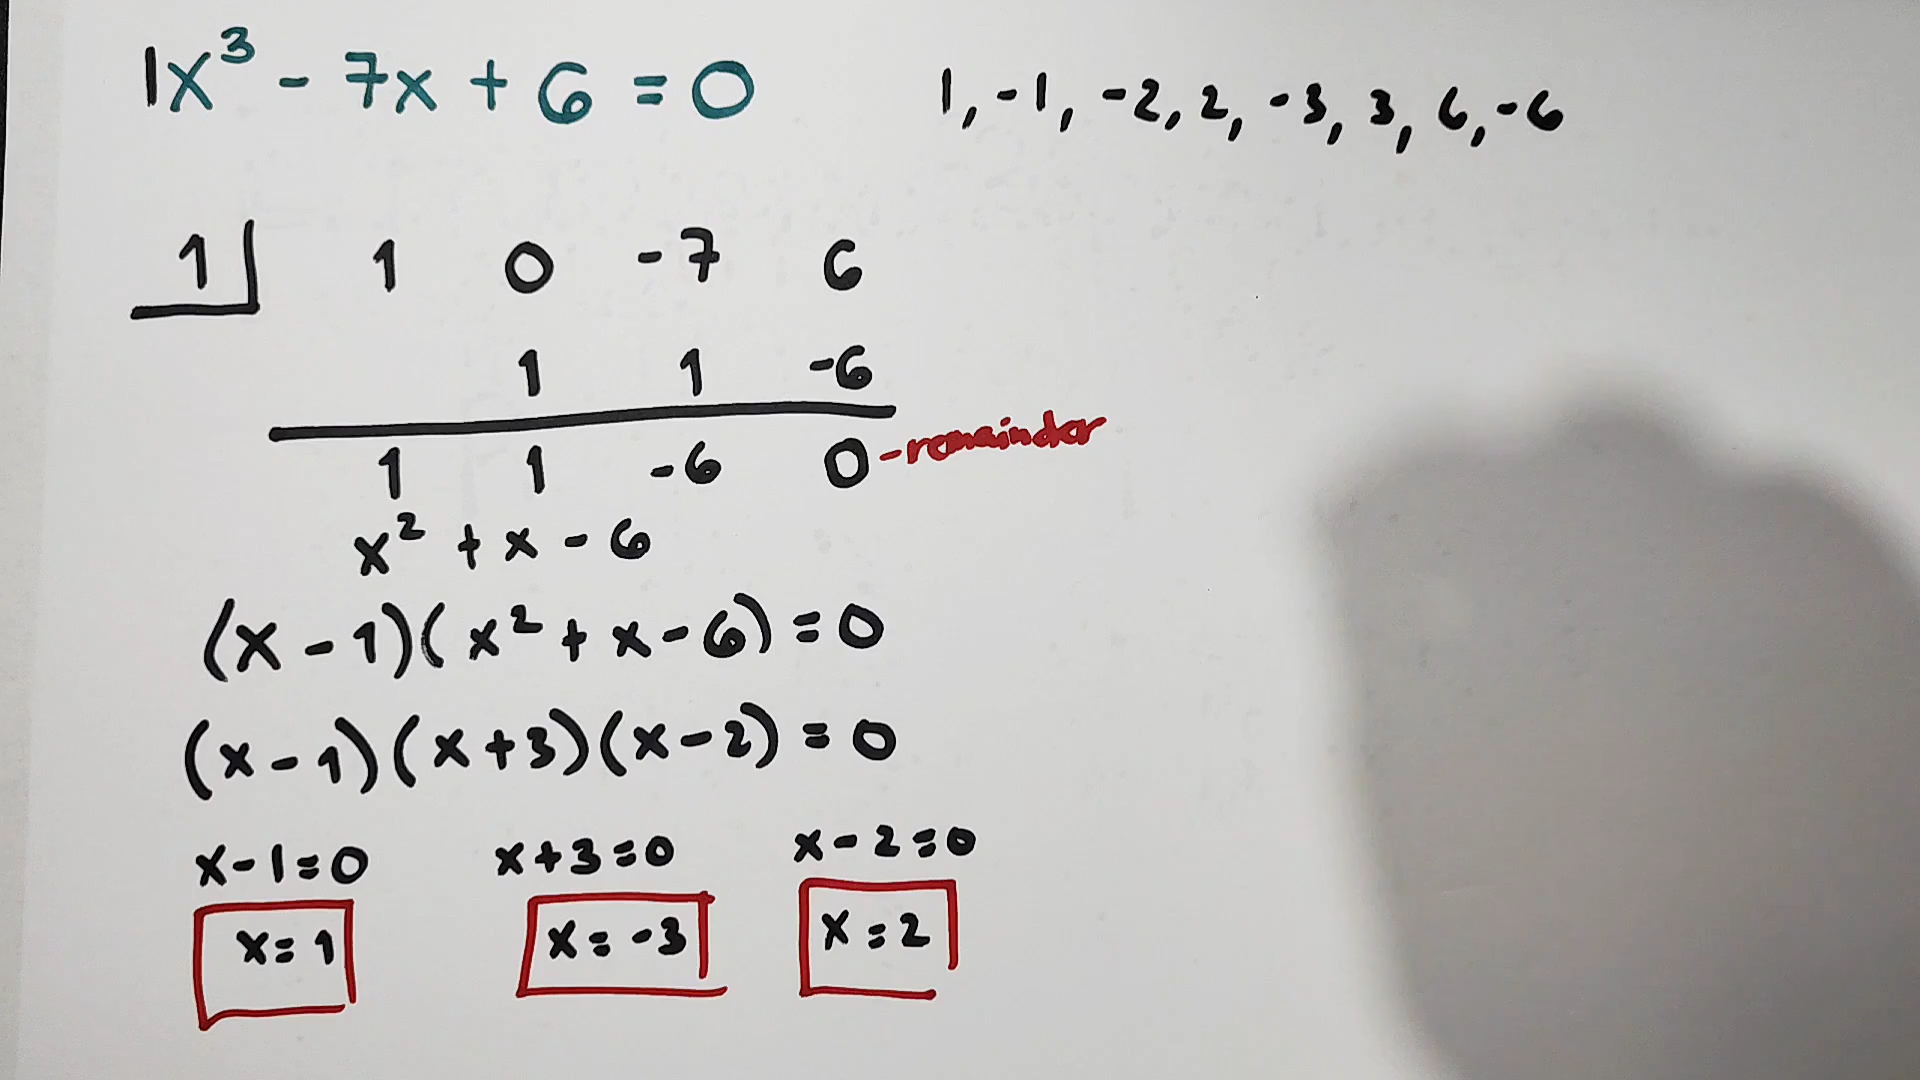 1x³ - 7x + 6 = 0
1, -1, -2, 2, -3, 3, 6, -6
1 1 0 -7 6
1 1 -6
1 1 -6 0 - remainder
x² + x - 6
(x - 1)(x² + x - 6) = 0
(x - 1)(x + 3)(x - 2) = 0
x - 1 = 0 x + 3 = 0 x - 2 = 0
x = 1 x = -3 x = 2